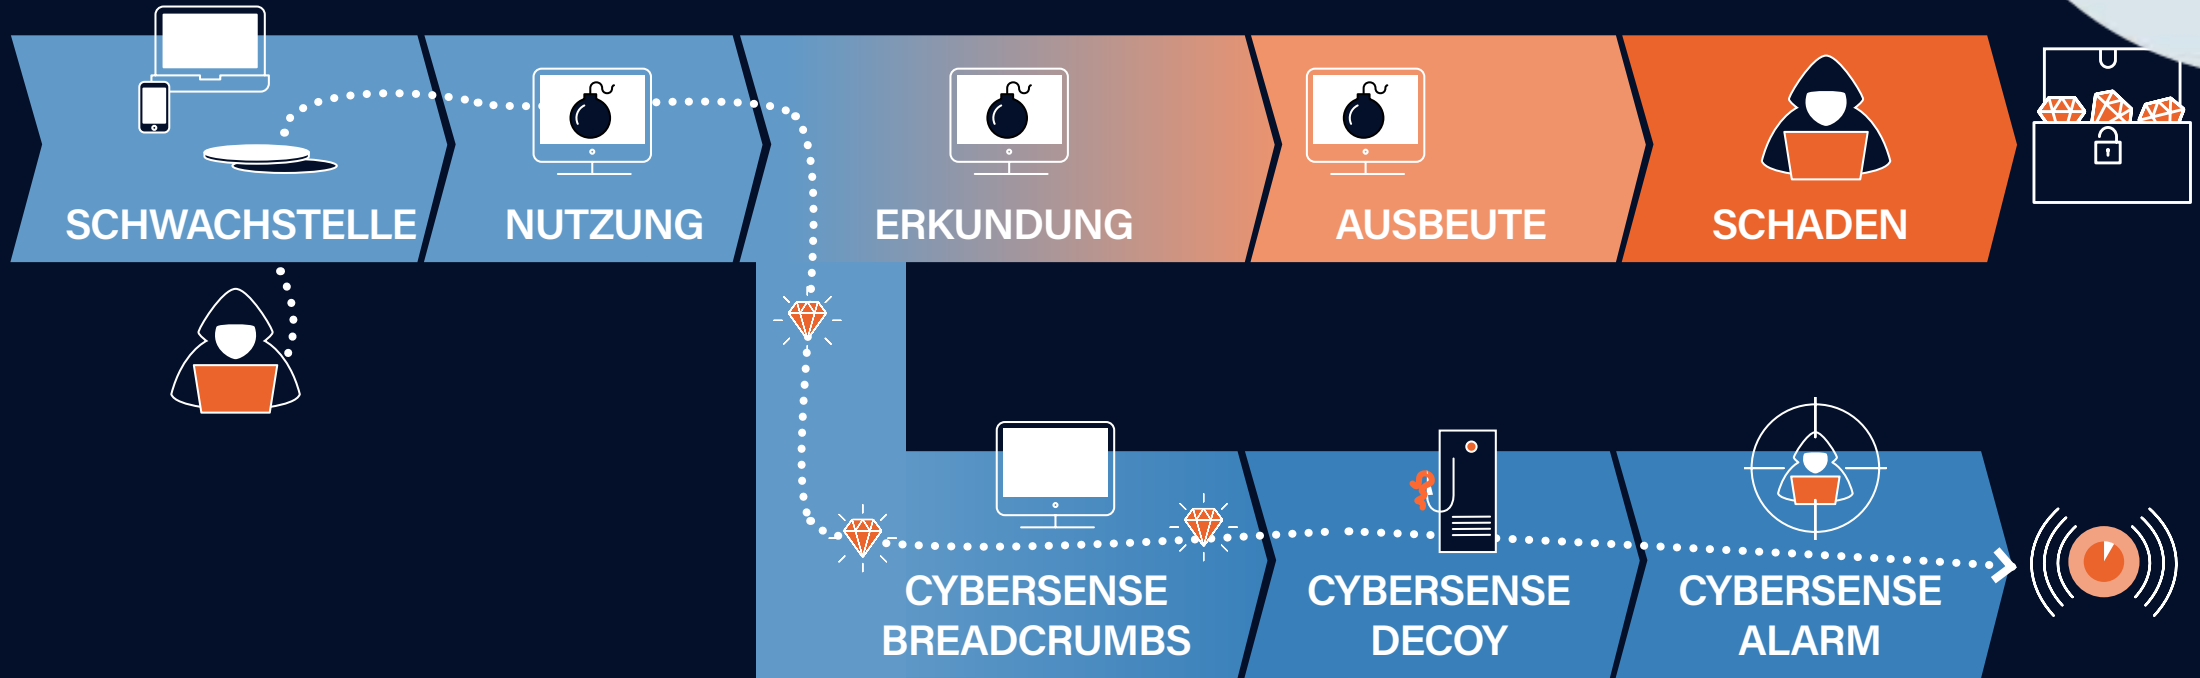 SCHWACHSTELLE
NUTZUNG
ERKUNDUNG
AUSBEUTE
SCHADEN
CYBERSENSE
BREADCRUMBS
CYBERSENSE
DECOY
CYBERSENSE
ALARM